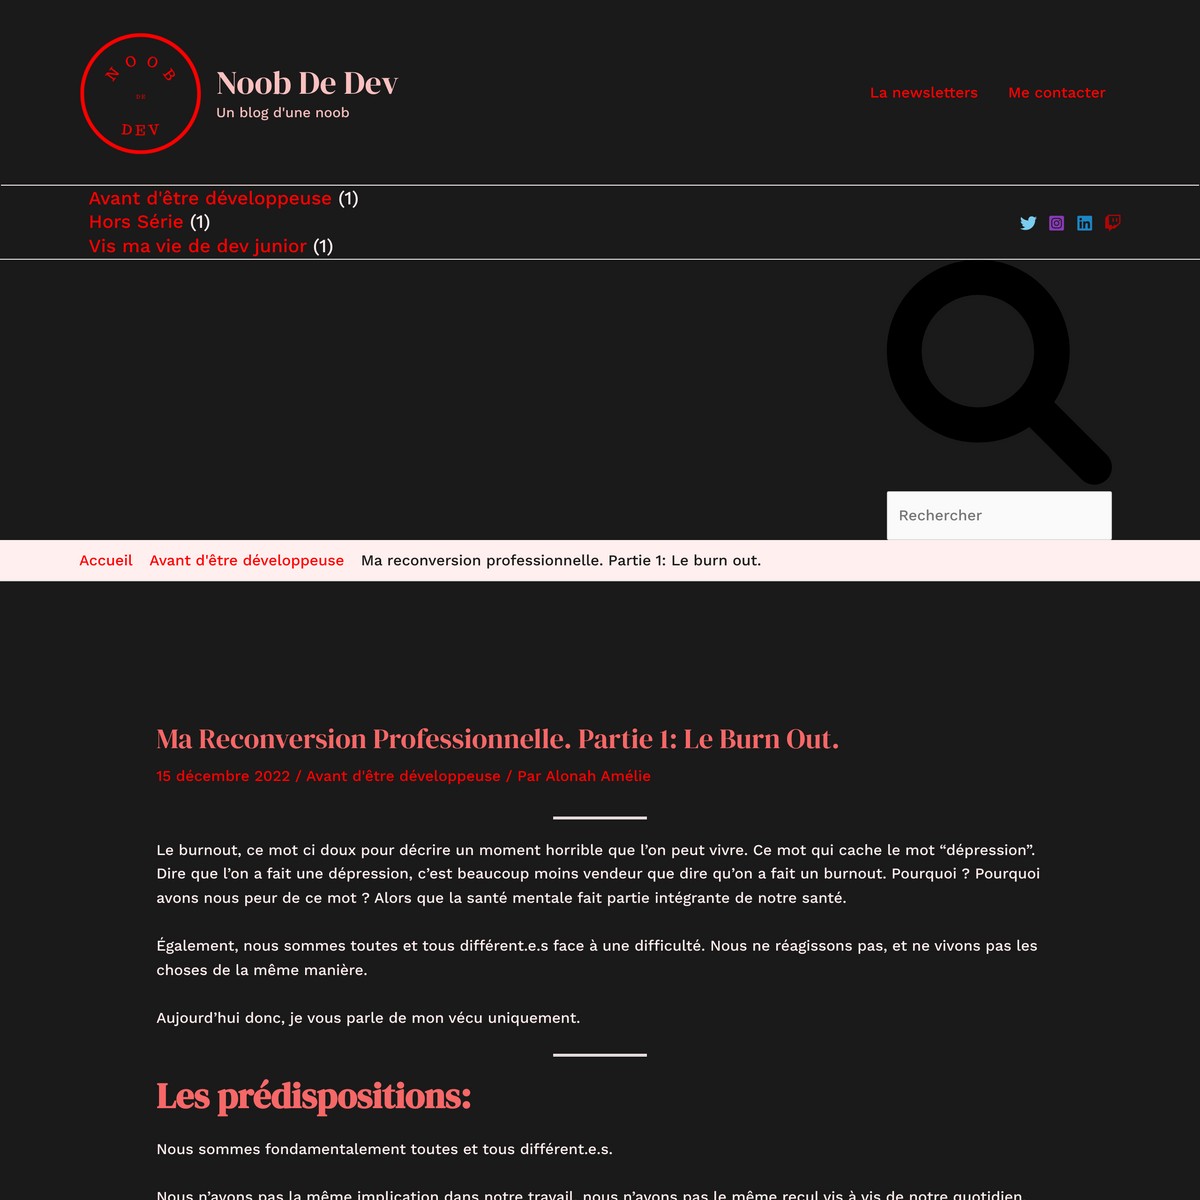 NOOB
DE
DEV
Noob De Dev
Un blog d'une noob
La newsletters
Me contacter
Avant d'être développeuse (1)
Hors Série (1)
Vis ma vie de dev junior (1)
Rechercher
Accueil Avant d'être développeuse Ma reconversion professionnelle. Partie 1: Le burn out.
Ma Reconversion Professionnelle. Partie 1: Le Burn Out.
15 décembre 2022 / Avant d'être développeuse / Par Alonah Amélie
Le burnout, ce mot ci doux pour décrire un moment horrible que l’on peut vivre. Ce mot qui cache le mot “dépression”.
Dire que l’on a fait une dépression, c’est beaucoup moins vendeur que dire qu’on a fait un burnout. Pourquoi ? Pourquoi
avons nous peur de ce mot ? Alors que la santé mentale fait partie intégrante de notre santé.
Également, nous sommes toutes et tous différent.e.s face à une difficulté. Nous ne réagissons pas, et ne vivons pas les
choses de la même manière.
Aujourd’hui donc, je vous parle de mon vécu uniquement.
Les prédispositions:
Nous sommes fondamentalement toutes et tous différent.e.s.
Nous n’avons pas la même implication dans notre travail, nous n’avons pas le même recul vis à vis de notre quotidien